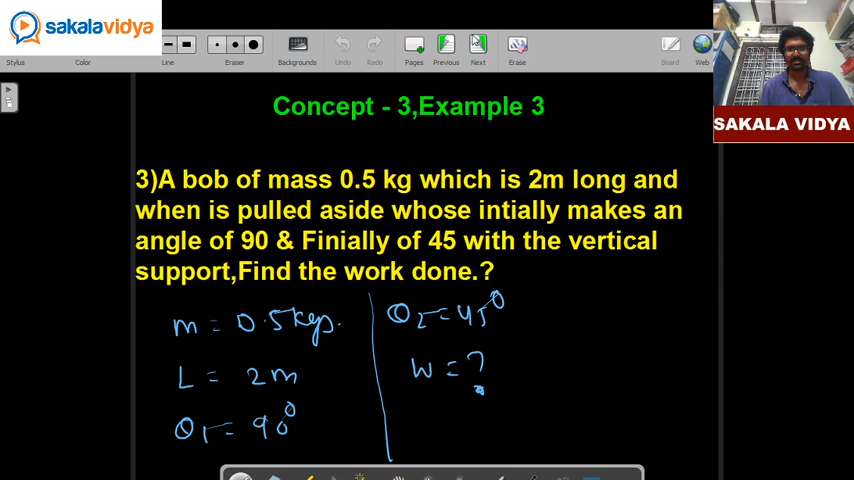 sakalavidya
Stylus Color Line Eraser Backgrounds Undo Redo Pages Previous Next Erase Board Web
SAKALA VIDYA
Concept - 3,Example 3
3)A bob of mass 0.5 kg which is 2m long and
when is pulled aside whose intially makes an
angle of 90 & Finially of 45 with the vertical
support,Find the work done.?
m = 0.5 kgs.
L = 2m
θ₁ = 90°
θ₂ = 45°
W = ?